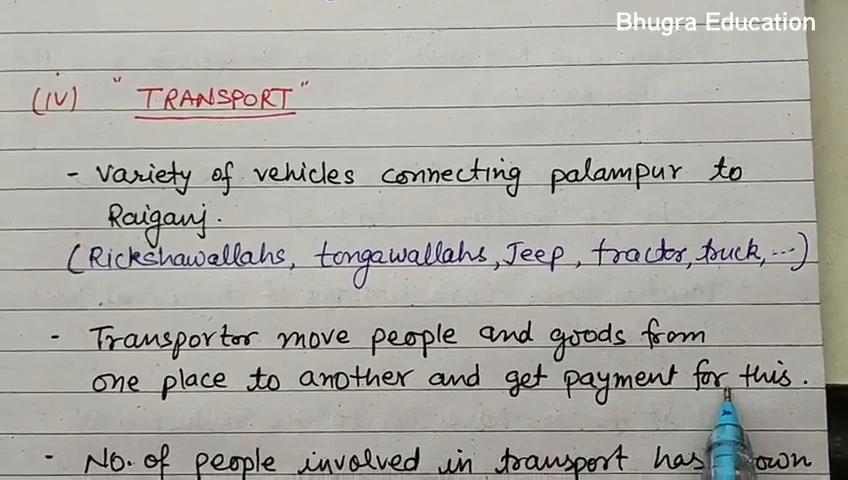 Bhugra Education
(iv) "TRANSPORT"
- Variety of vehicles connecting palampur to
Raiganj.
(Rickshawallahs, tongawallahs, Jeep, tractor, truck, ...)
- Transportor move people and goods from
one place to another and get payment for this.
- No. of people involved in transport has